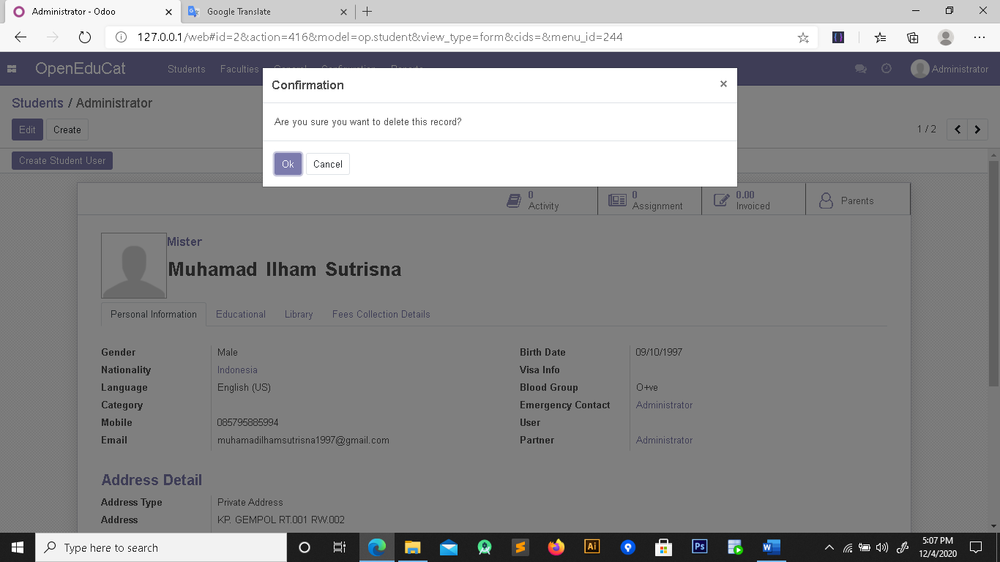 Administrator - Odoo
Google Translate
127.0.0.1/web#id=2&action=416&model=op.student&view_type=form&cids=&menu_id=244
OpenEduCat Students Faculties General Configuration Reports Administrator
Confirmation ×
Are you sure you want to delete this record?
Ok Cancel
Students / Administrator
Edit Create 1 / 2
Create Student User
0 Activity
0 Assignment
0.00 Invoiced
Parents
Mister
Muhamad Ilham Sutrisna
Personal Information Educational Library Fees Collection Details
Gender Male Birth Date 09/10/1997
Nationality Indonesia Visa Info
Language English (US) Blood Group O+ve
Category Emergency Contact Administrator
Mobile 085795885994 User
Email muhamadilhamsutrisna1997@gmail.com Partner Administrator
Address Detail
Address Type Private Address
Address KP. GEMPOL RT.001 RW.002
Type here to search
Ai
Ps
W
5:07 PM
12/4/2020